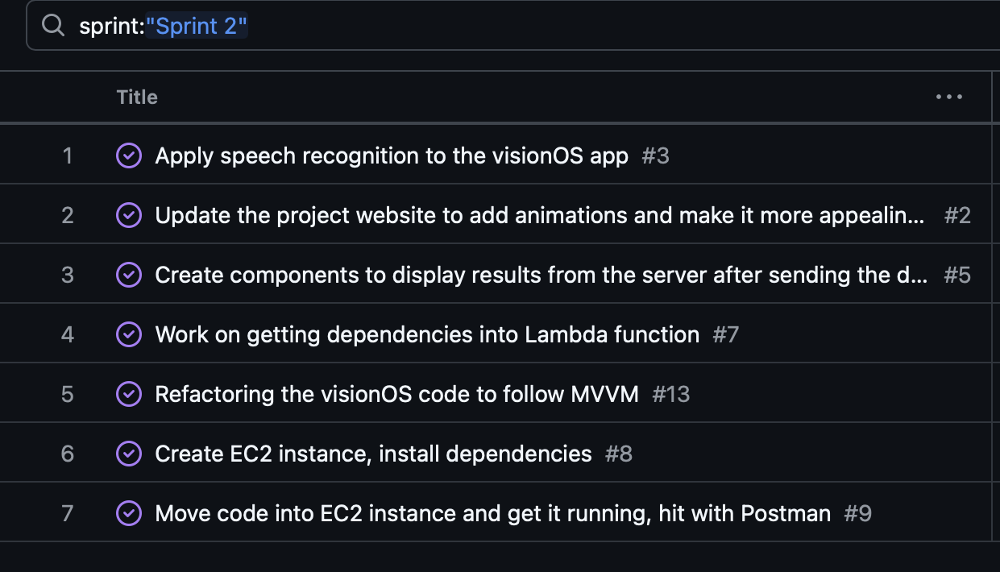 sprint:"Sprint 2"
Title ...
1 Apply speech recognition to the visionOS app #3
2 Update the project website to add animations and make it more appealin... #2
3 Create components to display results from the server after sending the d... #5
4 Work on getting dependencies into Lambda function #7
5 Refactoring the visionOS code to follow MVVM #13
6 Create EC2 instance, install dependencies #8
7 Move code into EC2 instance and get it running, hit with Postman #9